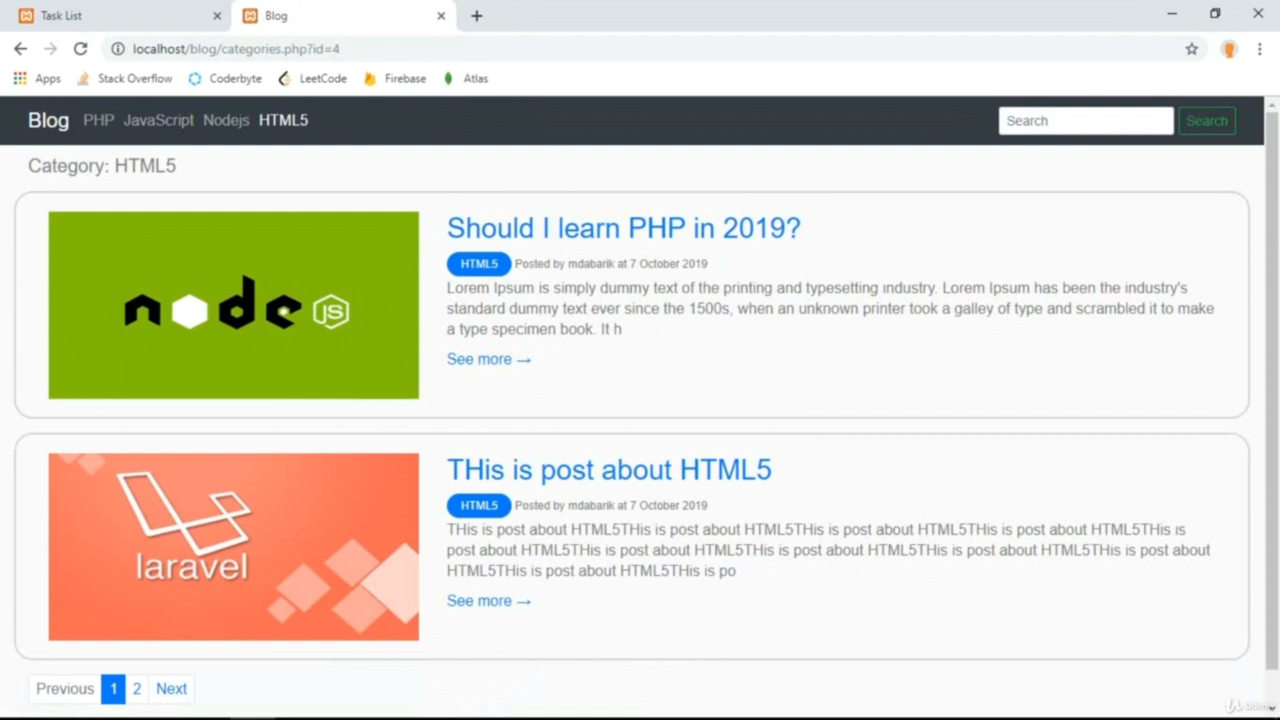 Task List
Blog
localhost/blog/categories.php?id=4
Apps Stack Overflow Coderbyte LeetCode Firebase Atlas
Blog PHP JavaScript Nodejs HTML5 Search Search
Category: HTML5
node JS
Should I learn PHP in 2019?
HTML5 Posted by mdabarik at 7 October 2019
Lorem Ipsum is simply dummy text of the printing and typesetting industry. Lorem Ipsum has been the industry's
standard dummy text ever since the 1500s, when an unknown printer took a galley of type and scrambled it to make
a type specimen book. It h
See more →
laravel
THis is post about HTML5
HTML5 Posted by mdabarik at 7 October 2019
THis is post about HTML5THis is post about HTML5THis is post about HTML5THis is post about HTML5THis is
post about HTML5THis is post about HTML5THis is post about HTML5THis is post about HTML5THis is post about
HTML5THis is post about HTML5THis is po
See more →
Previous 1 2 Next
Udemy